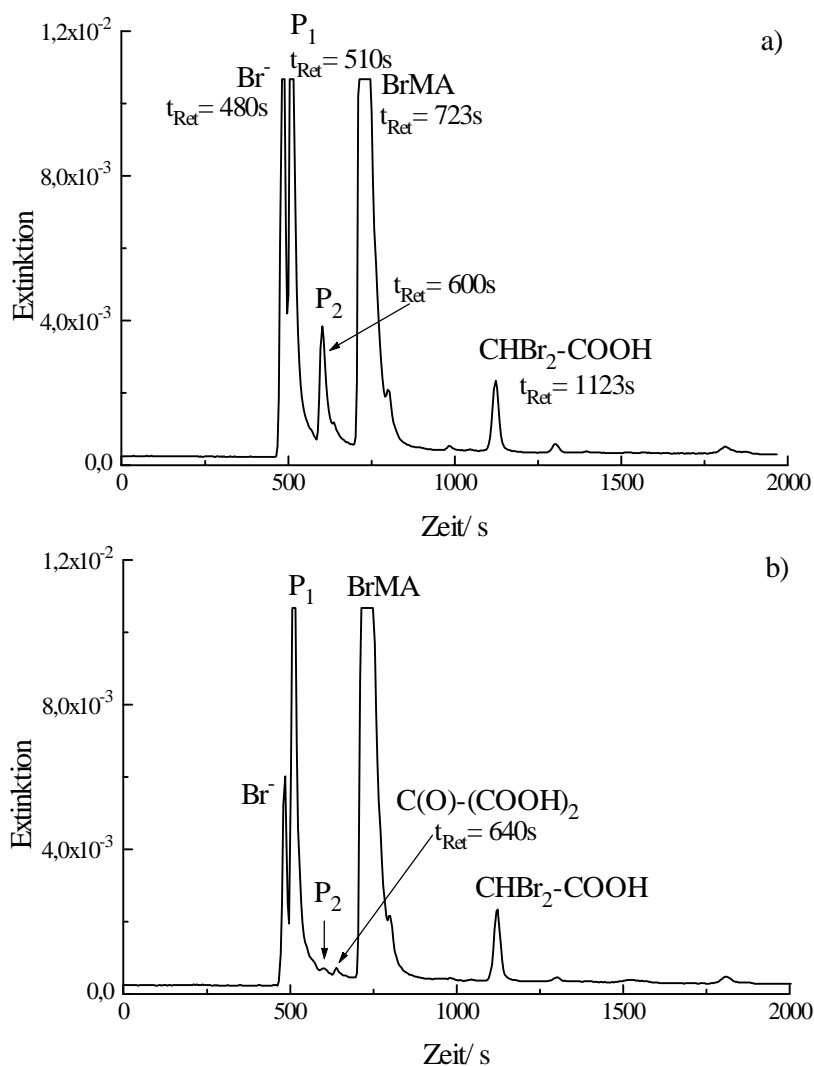 a)
P₁
t_Ret = 510s
Br⁻
t_Ret = 480s
BrMA
t_Ret = 723s
P₂
t_Ret = 600s
CHBr₂-COOH
t_Ret = 1123s
1,2x10⁻²
8,0x10⁻³
4,0x10⁻³
0,0
Extinktion
0 500 1000 1500 2000
Zeit/ s
b)
P₁
BrMA
Br⁻
C(O)-(COOH)₂
t_Ret = 640s
P₂
CHBr₂-COOH
1,2x10⁻²
8,0x10⁻³
4,0x10⁻³
0,0
Extinktion
0 500 1000 1500 2000
Zeit/ s